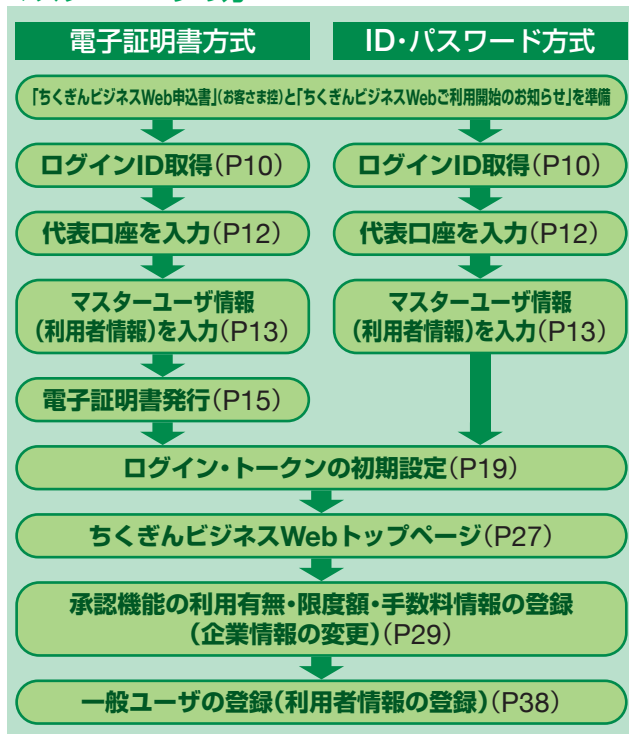 電子証明書方式
ID・パスワード方式
「ちくぎんビジネスWeb申込書」(お客さま控)と「ちくぎんビジネスWebご利用開始のお知らせ」を準備
ログインID取得(P10)
ログインID取得(P10)
代表口座を入力(P12)
代表口座を入力(P12)
マスターユーザ情報
(利用者情報)を入力(P13)
マスターユーザ情報
(利用者情報)を入力(P13)
電子証明書発行(P15)
ログイン・トークンの初期設定(P19)
ちくぎんビジネスWebトップページ(P27)
承認機能の利用有無・限度額・手数料情報の登録
(企業情報の変更)(P29)
一般ユーザの登録(利用者情報の登録)(P38)